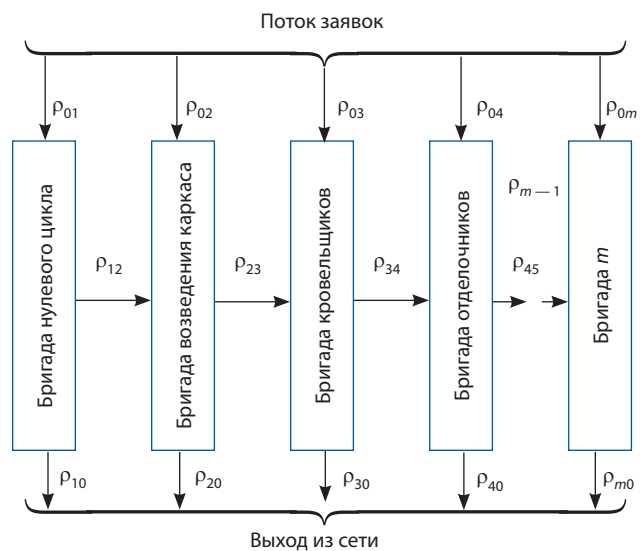 Поток заявок
ρ01 ρ02 ρ03 ρ04 ρ0m
Бригада нулевого цикла
Бригада возведения каркаса
Бригада кровельщиков
Бригада отделочников
Бригада m
ρm — 1
ρ12 ρ23 ρ34 ρ45
ρ10 ρ20 ρ30 ρ40 ρm0
Выход из сети